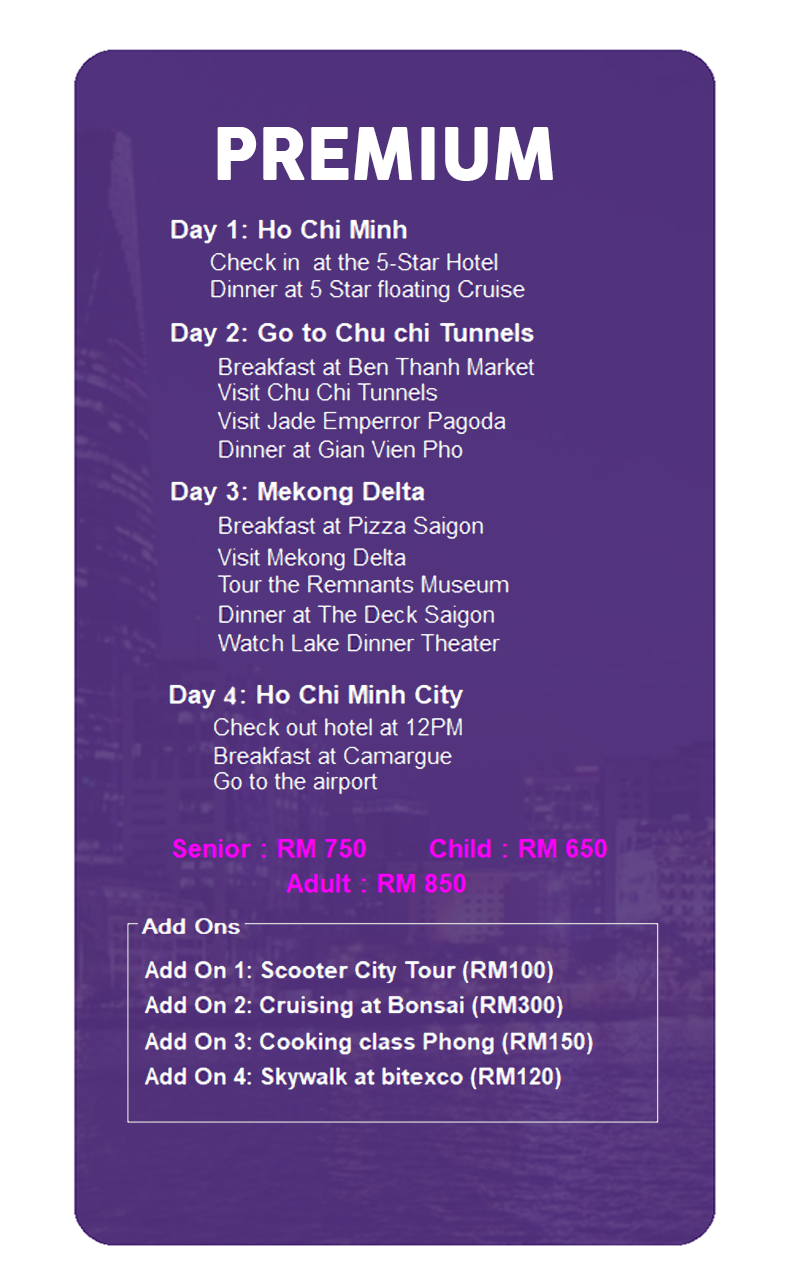 PREMIUM
Day 1: Ho Chi Minh
Check in  at the 5-Star Hotel
Dinner at 5 Star floating Cruise
Day 2: Go to Chu chi Tunnels
Breakfast at Ben Thanh Market
Visit Chu Chi Tunnels
Visit Jade Emperror Pagoda
Dinner at Gian Vien Pho
Day 3: Mekong Delta
Breakfast at Pizza Saigon
Visit Mekong Delta
Tour the Remnants Museum
Dinner at The Deck Saigon
Watch Lake Dinner Theater
Day 4: Ho Chi Minh City
Check out hotel at 12PM
Breakfast at Camargue
Go to the airport
Senior : RM 750 Child : RM 650
Adult : RM 850
Add Ons
Add On 1: Scooter City Tour (RM100)
Add On 2: Cruising at Bonsai (RM300)
Add On 3: Cooking class Phong (RM150)
Add On 4: Skywalk at bitexco (RM120)